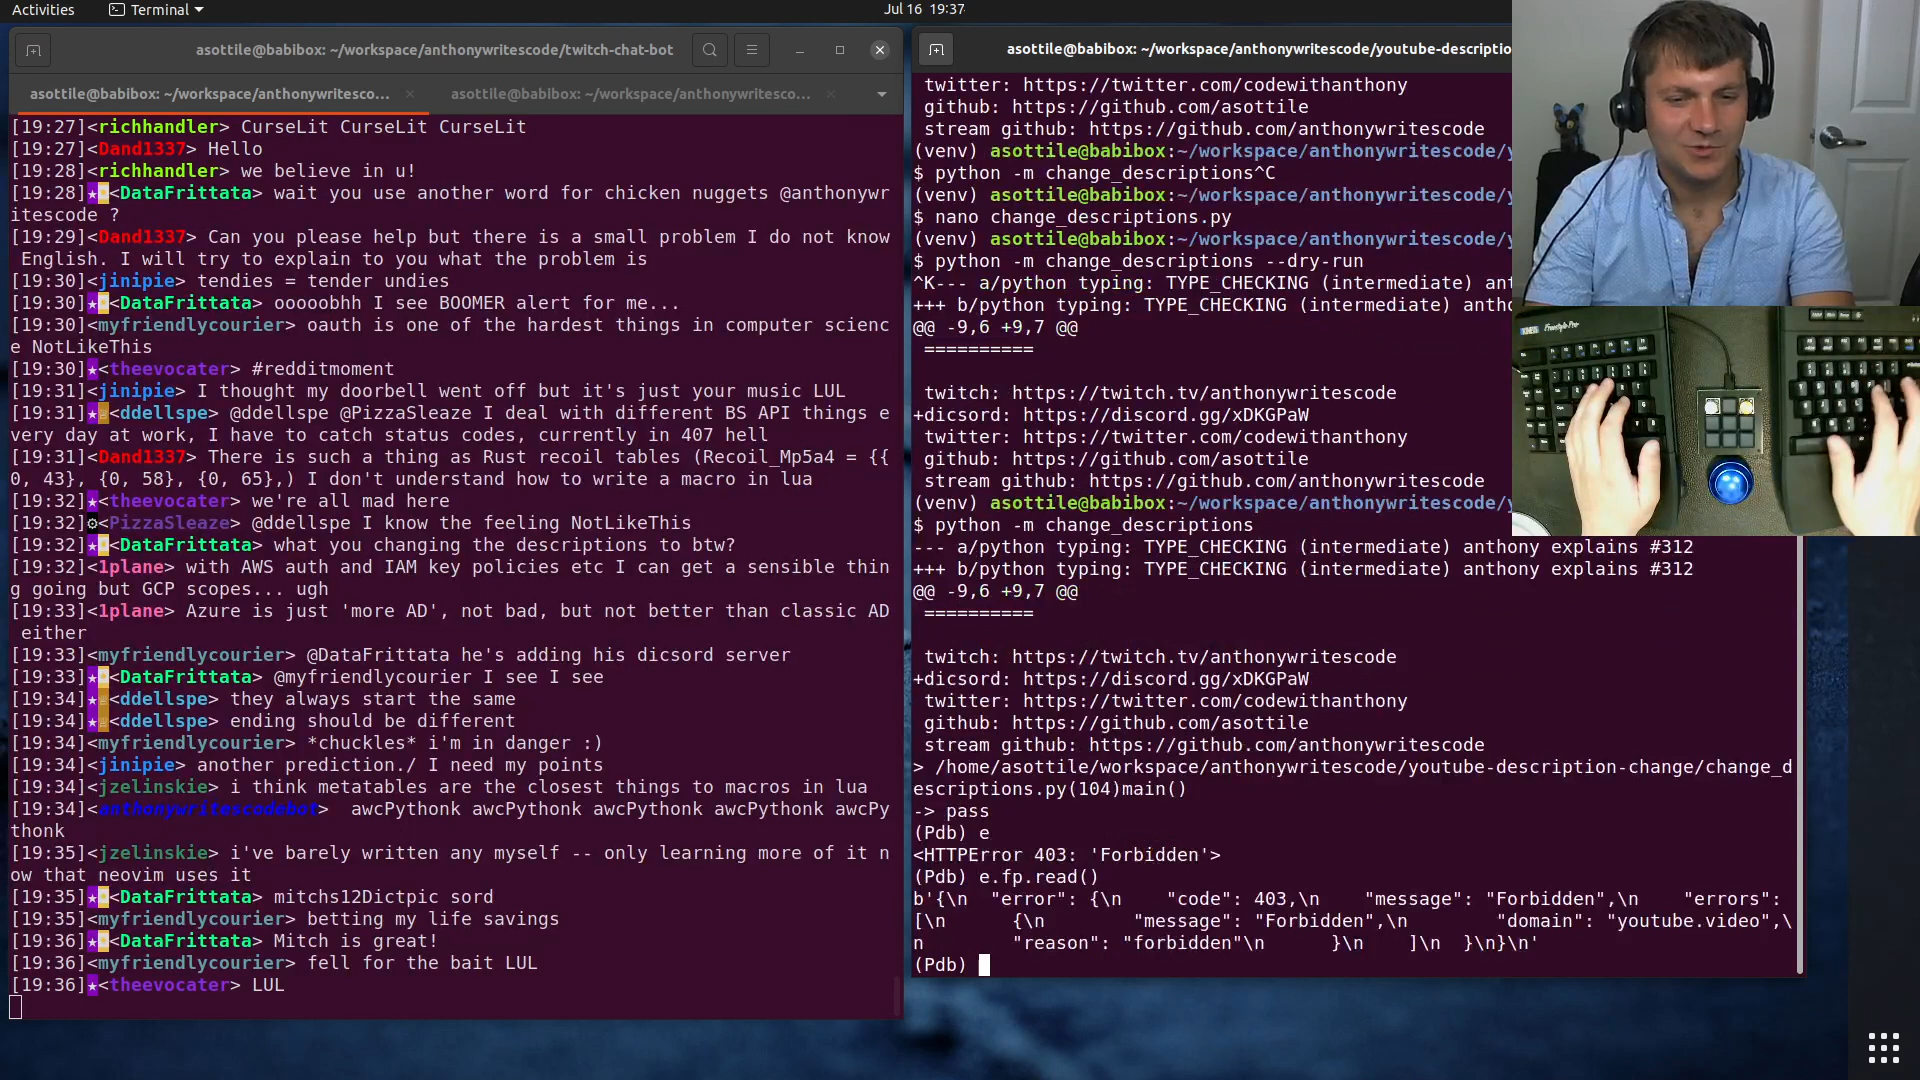 Activities
Terminal
Jul 16 19:37
asottile@babibox: ~/workspace/anthonywritescode/twitch-chat-bot
asottile@babibox: ~/workspace/anthonywritesco...
asottile@babibox: ~/workspace/anthonywritesco...
[19:27]<richhandler> CurseLit CurseLit CurseLit
[19:27]<Dand1337> Hello
[19:28]<richhandler> we believe in u!
[19:28]<DataFrittata> wait you use another word for chicken nuggets @anthonywr
itescode ?
[19:29]<Dand1337> Can you please help but there is a small problem I do not know
English. I will try to explain to you what the problem is
[19:30]<jinipie> tendies = tender undies
[19:30]<DataFrittata> ooooobhh I see BOOMER alert for me...
[19:30]<myfriendlycourier> oauth is one of the hardest things in computer scienc
e NotLikeThis
[19:30]★<theevocater> #redditmoment
[19:31]<jinipie> I thought my doorbell went off but it's just your music LUL
[19:31]<ddellspe> @ddellspe @PizzaSleaze I deal with different BS API things e
very day at work, I have to catch status codes, currently in 407 hell
[19:31]<Dand1337> There is such a thing as Rust recoil tables (Recoil_Mp5a4 = {{
0, 43}, {0, 58}, {0, 65},) I don't understand how to write a macro in lua
[19:32]★<theevocater> we're all mad here
[19:32]<PizzaSleaze> @ddellspe I know the feeling NotLikeThis
[19:32]<DataFrittata> what you changing the descriptions to btw?
[19:32]<1plane> with AWS auth and IAM key policies etc I can get a sensible thin
g going but GCP scopes... ugh
[19:33]<1plane> Azure is just 'more AD', not bad, but not better than classic AD
either
[19:33]<myfriendlycourier> @DataFrittata he's adding his dicsord server
[19:33]<DataFrittata> @myfriendlycourier I see I see
[19:34]<ddellspe> they always start the same
[19:34]<ddellspe> ending should be different
[19:34]<myfriendlycourier> *chuckles* i'm in danger :)
[19:34]<jinipie> another prediction./ I need my points
[19:34]<jzelinskie> i think metatables are the closest things to macros in lua
[19:34]<anthonywritescodebot>  awcPythonk awcPythonk awcPythonk awcPythonk awcPy
thonk
[19:35]<jzelinskie> i've barely written any myself -- only learning more of it n
ow that neovim uses it
[19:35]<DataFrittata> mitchs12Dictpic sord
[19:35]<myfriendlycourier> betting my life savings
[19:36]<DataFrittata> Mitch is great!
[19:36]<myfriendlycourier> fell for the bait LUL
[19:36]★<theevocater> LUL
asottile@babibox: ~/workspace/anthonywritescode/youtube-descriptio
twitter: https://twitter.com/codewithanthony
github: https://github.com/asottile
stream github: https://github.com/anthonywritescode
(venv) asottile@babibox:~/workspace/anthonywritescode/y
$ python -m change_descriptions^C
(venv) asottile@babibox:~/workspace/anthonywritescode/y
$ nano change_descriptions.py
(venv) asottile@babibox:~/workspace/anthonywritescode/y
$ python -m change_descriptions --dry-run
^K--- a/python typing: TYPE_CHECKING (intermediate) ant
+++ b/python typing: TYPE_CHECKING (intermediate) antho
@@ -9,6 +9,7 @@
==========
twitch: https://twitch.tv/anthonywritescode
+dicsord: https://discord.gg/xDKGPaW
twitter: https://twitter.com/codewithanthony
github: https://github.com/asottile
stream github: https://github.com/anthonywritescode
(venv) asottile@babibox:~/workspace/anthonywritescode/y
$ python -m change_descriptions
--- a/python typing: TYPE_CHECKING (intermediate) anthony explains #312
+++ b/python typing: TYPE_CHECKING (intermediate) anthony explains #312
@@ -9,6 +9,7 @@
==========
twitch: https://twitch.tv/anthonywritescode
+dicsord: https://discord.gg/xDKGPaW
twitter: https://twitter.com/codewithanthony
github: https://github.com/asottile
stream github: https://github.com/anthonywritescode
> /home/asottile/workspace/anthonywritescode/youtube-description-change/change_d
escriptions.py(104)main()
-> pass
(Pdb) e
<HTTPError 403: 'Forbidden'>
(Pdb) e.fp.read()
b'{\n  "error": {\n    "code": 403,\n    "message": "Forbidden",\n    "errors":
[\n      {\n        "message": "Forbidden",\n        "domain": "youtube.video",\
n        "reason": "forbidden"\n      }\n    ]\n  }\n}\n'
(Pdb)
Freestyle Pro